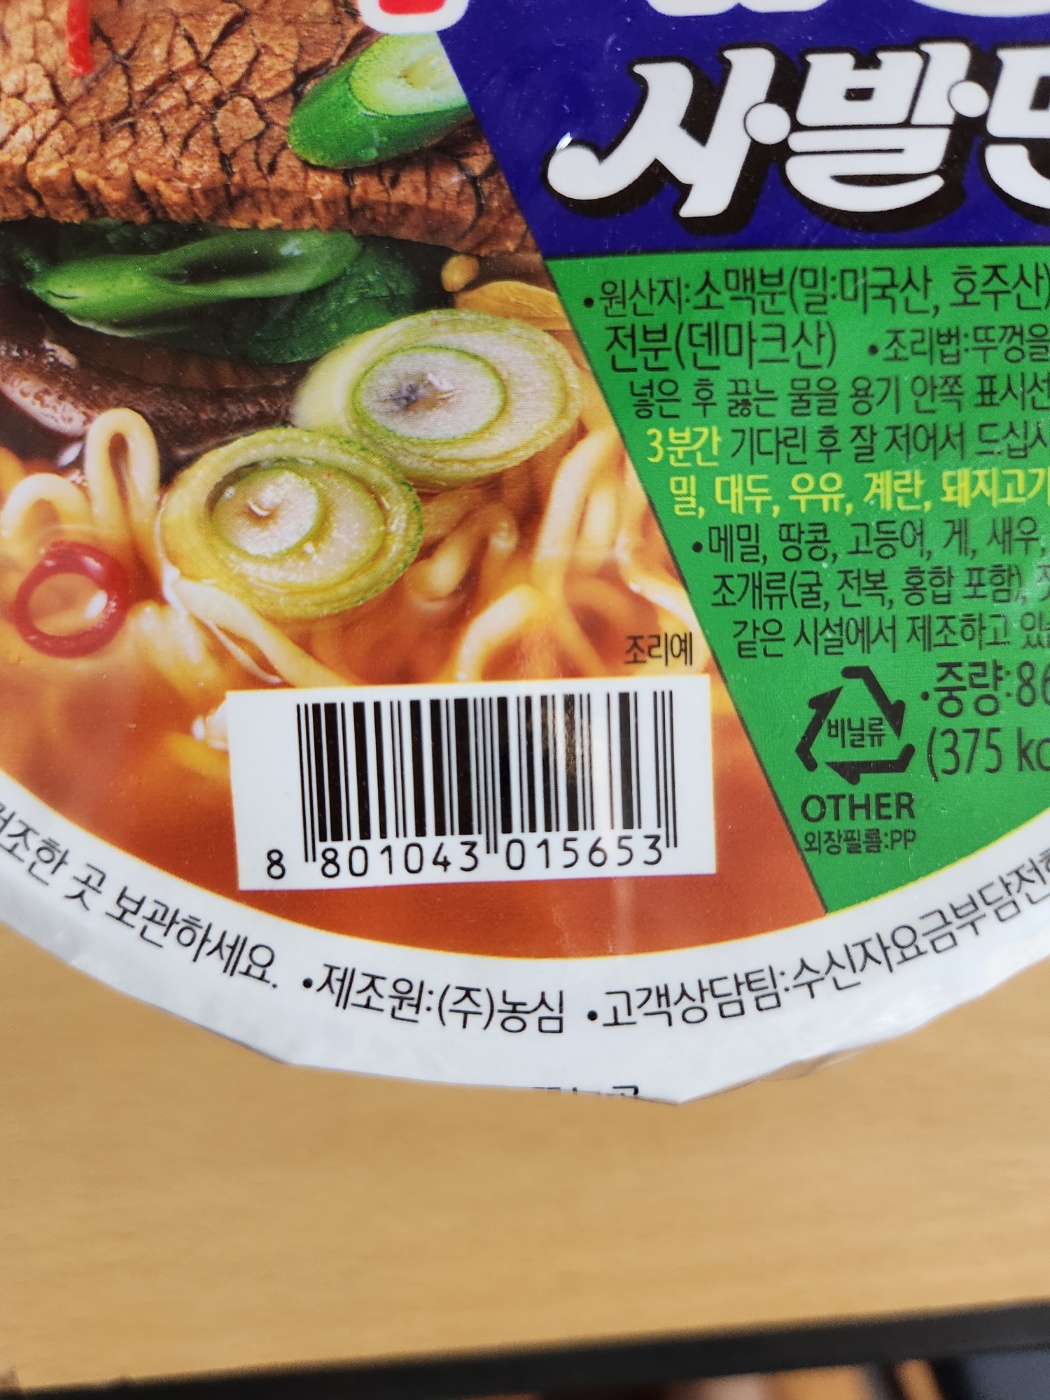 사발
•원산지:소맥분(밀:미국산, 호주산)
전분(덴마크산) •조리법:뚜껑을
넣은 후 끓는 물을 용기 안쪽 표시선
3분간 기다린 후 잘 저어서 드십시
밀, 대두, 우유, 계란, 돼지고기
•메밀, 땅콩, 고등어, 게, 새우,
조개류(굴, 전복, 홍합 포함),
같은 시설에서 제조하고
조리예
비닐류
OTHER
외장필름:PP
•중량:86
(375 kc
8 801043 015653
건조한 곳 보관하세요. •제조원:(주)농심 •고객상담팀:수신자요금부담전화